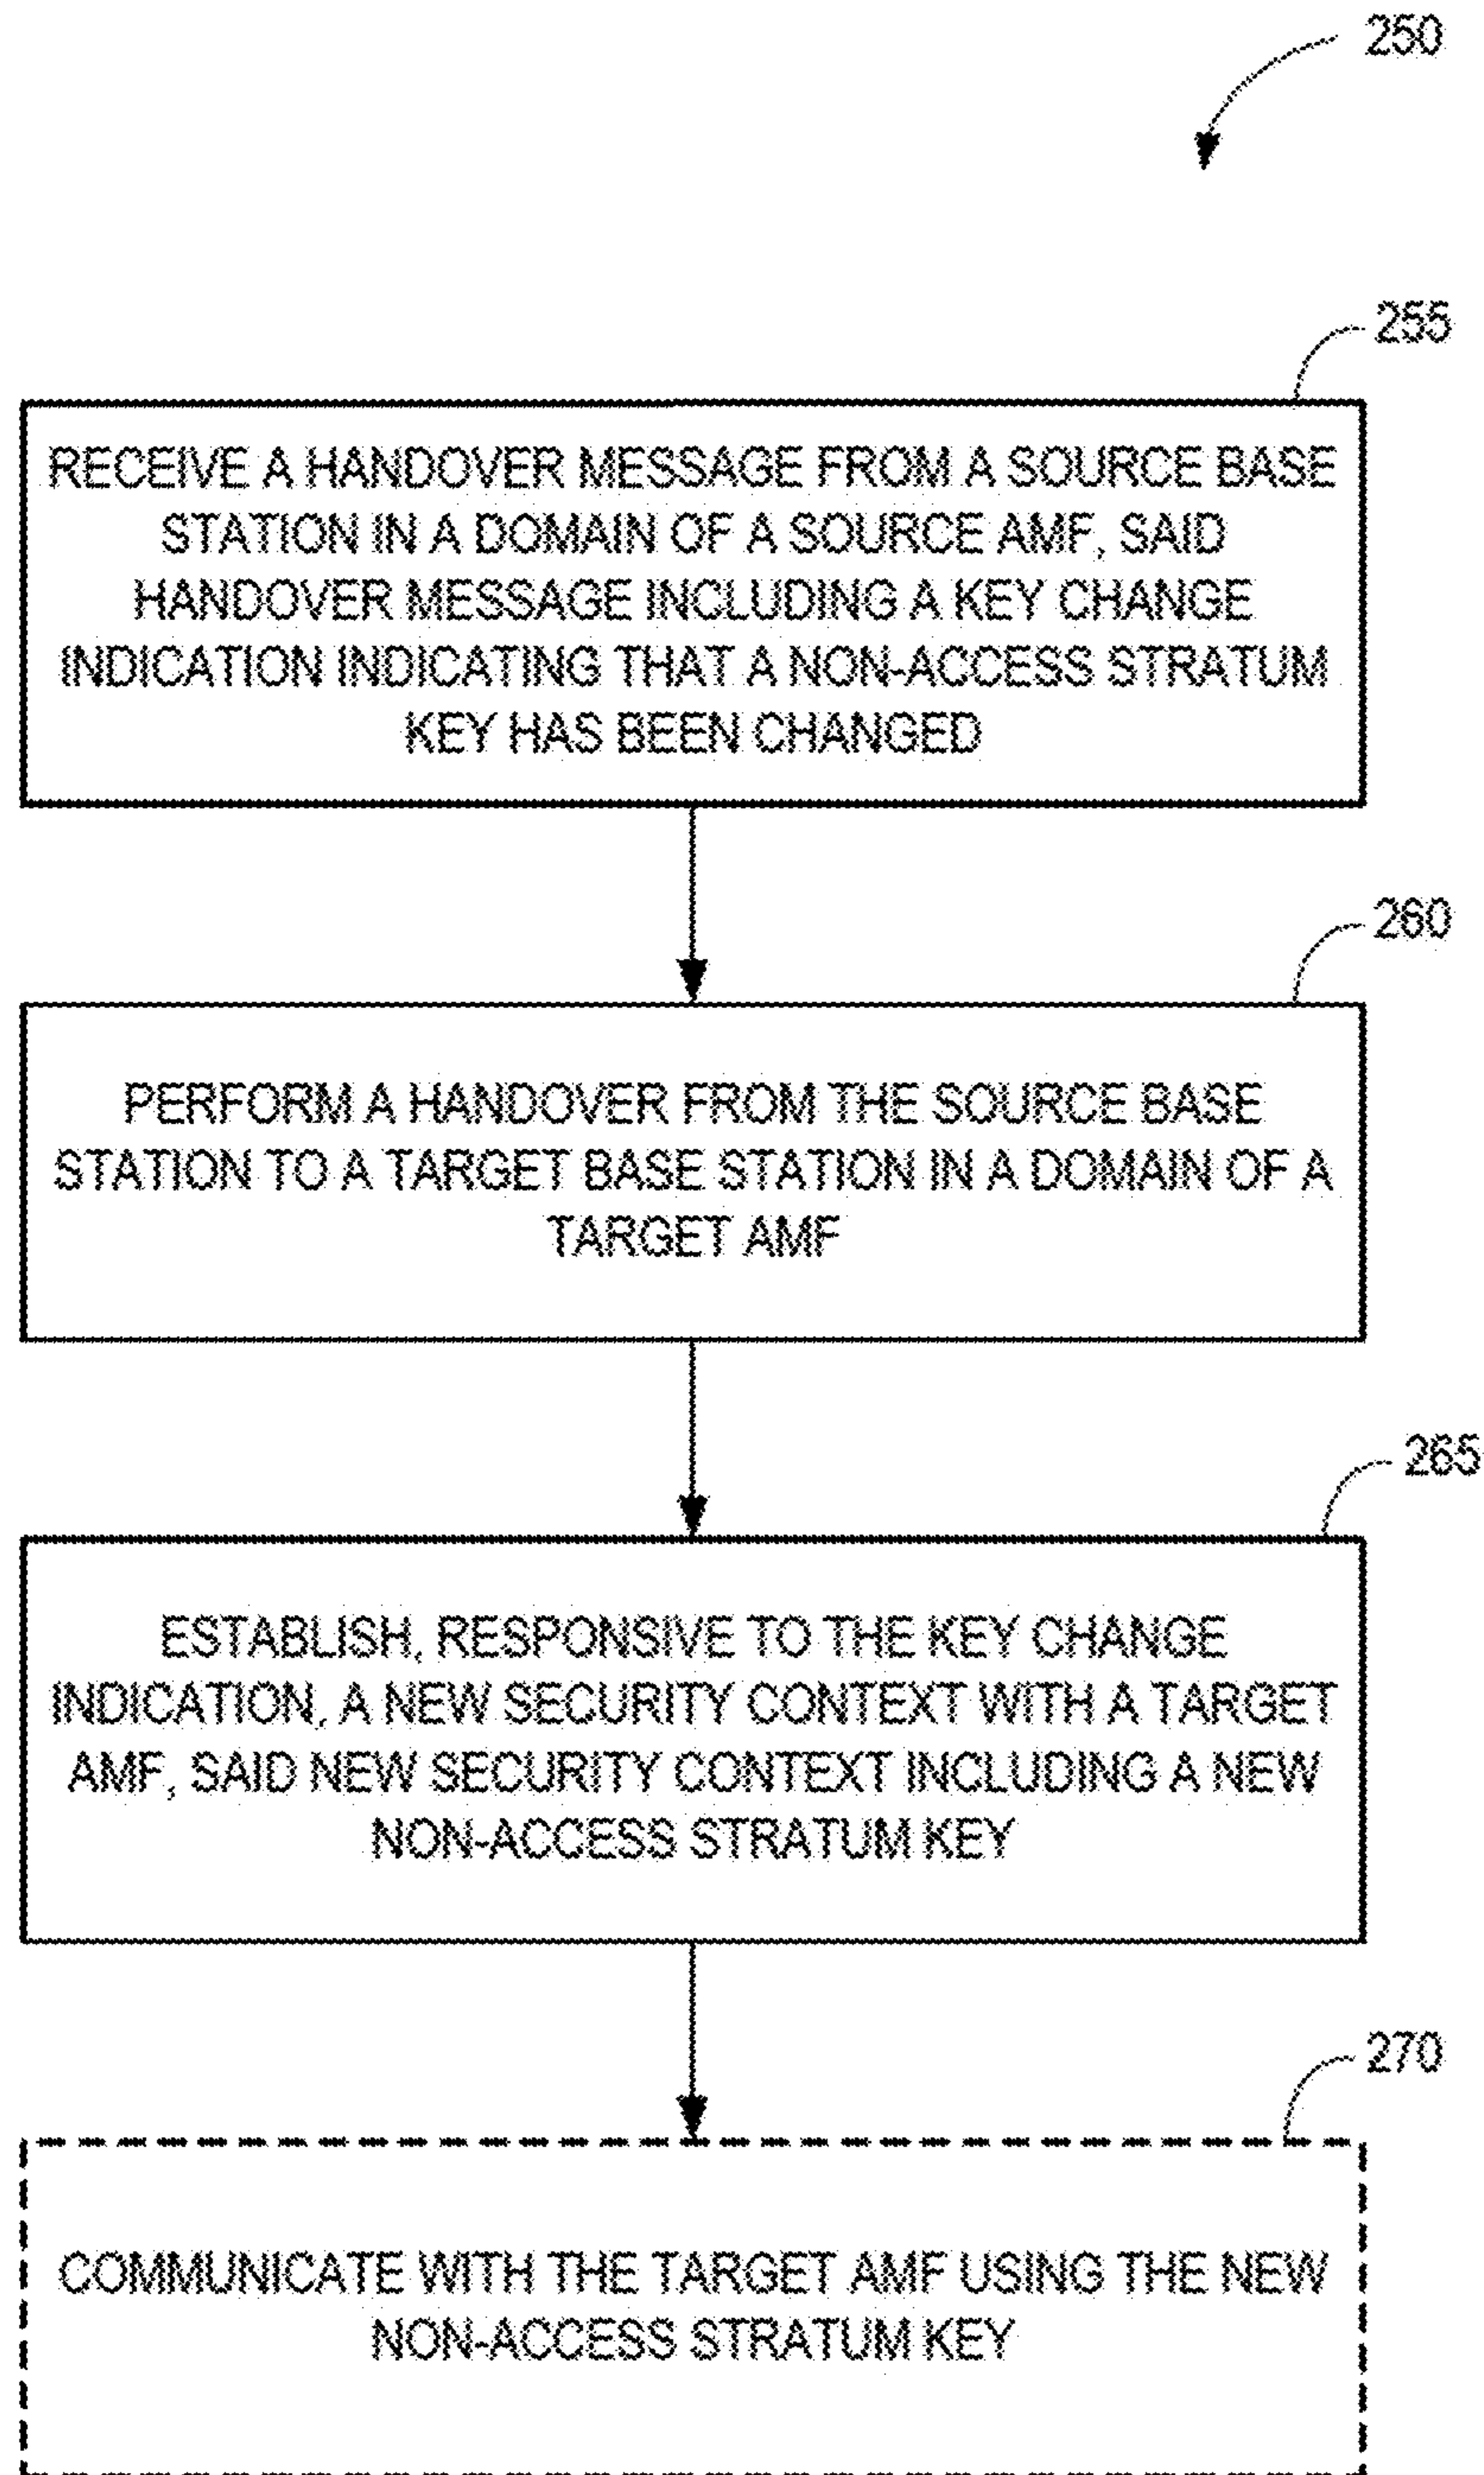 250
255
RECEIVE A HANDOVER MESSAGE FROM A SOURCE BASE
STATION IN A DOMAIN OF A SOURCE AMF, SAID
HANDOVER MESSAGE INCLUDING A KEY CHANGE
INDICATION INDICATING THAT A NON-ACCESS STRATUM
KEY HAS BEEN CHANGED
260
PERFORM A HANDOVER FROM THE SOURCE BASE
STATION TO A TARGET BASE STATION IN A DOMAIN OF A
TARGET AMF
265
ESTABLISH, RESPONSIVE TO THE KEY CHANGE
INDICATION, A NEW SECURITY CONTEXT WITH A TARGET
AMF, SAID NEW SECURITY CONTEXT INCLUDING A NEW
NON-ACCESS STRATUM KEY
270
COMMUNICATE WITH THE TARGET AMF USING THE NEW
NON-ACCESS STRATUM KEY